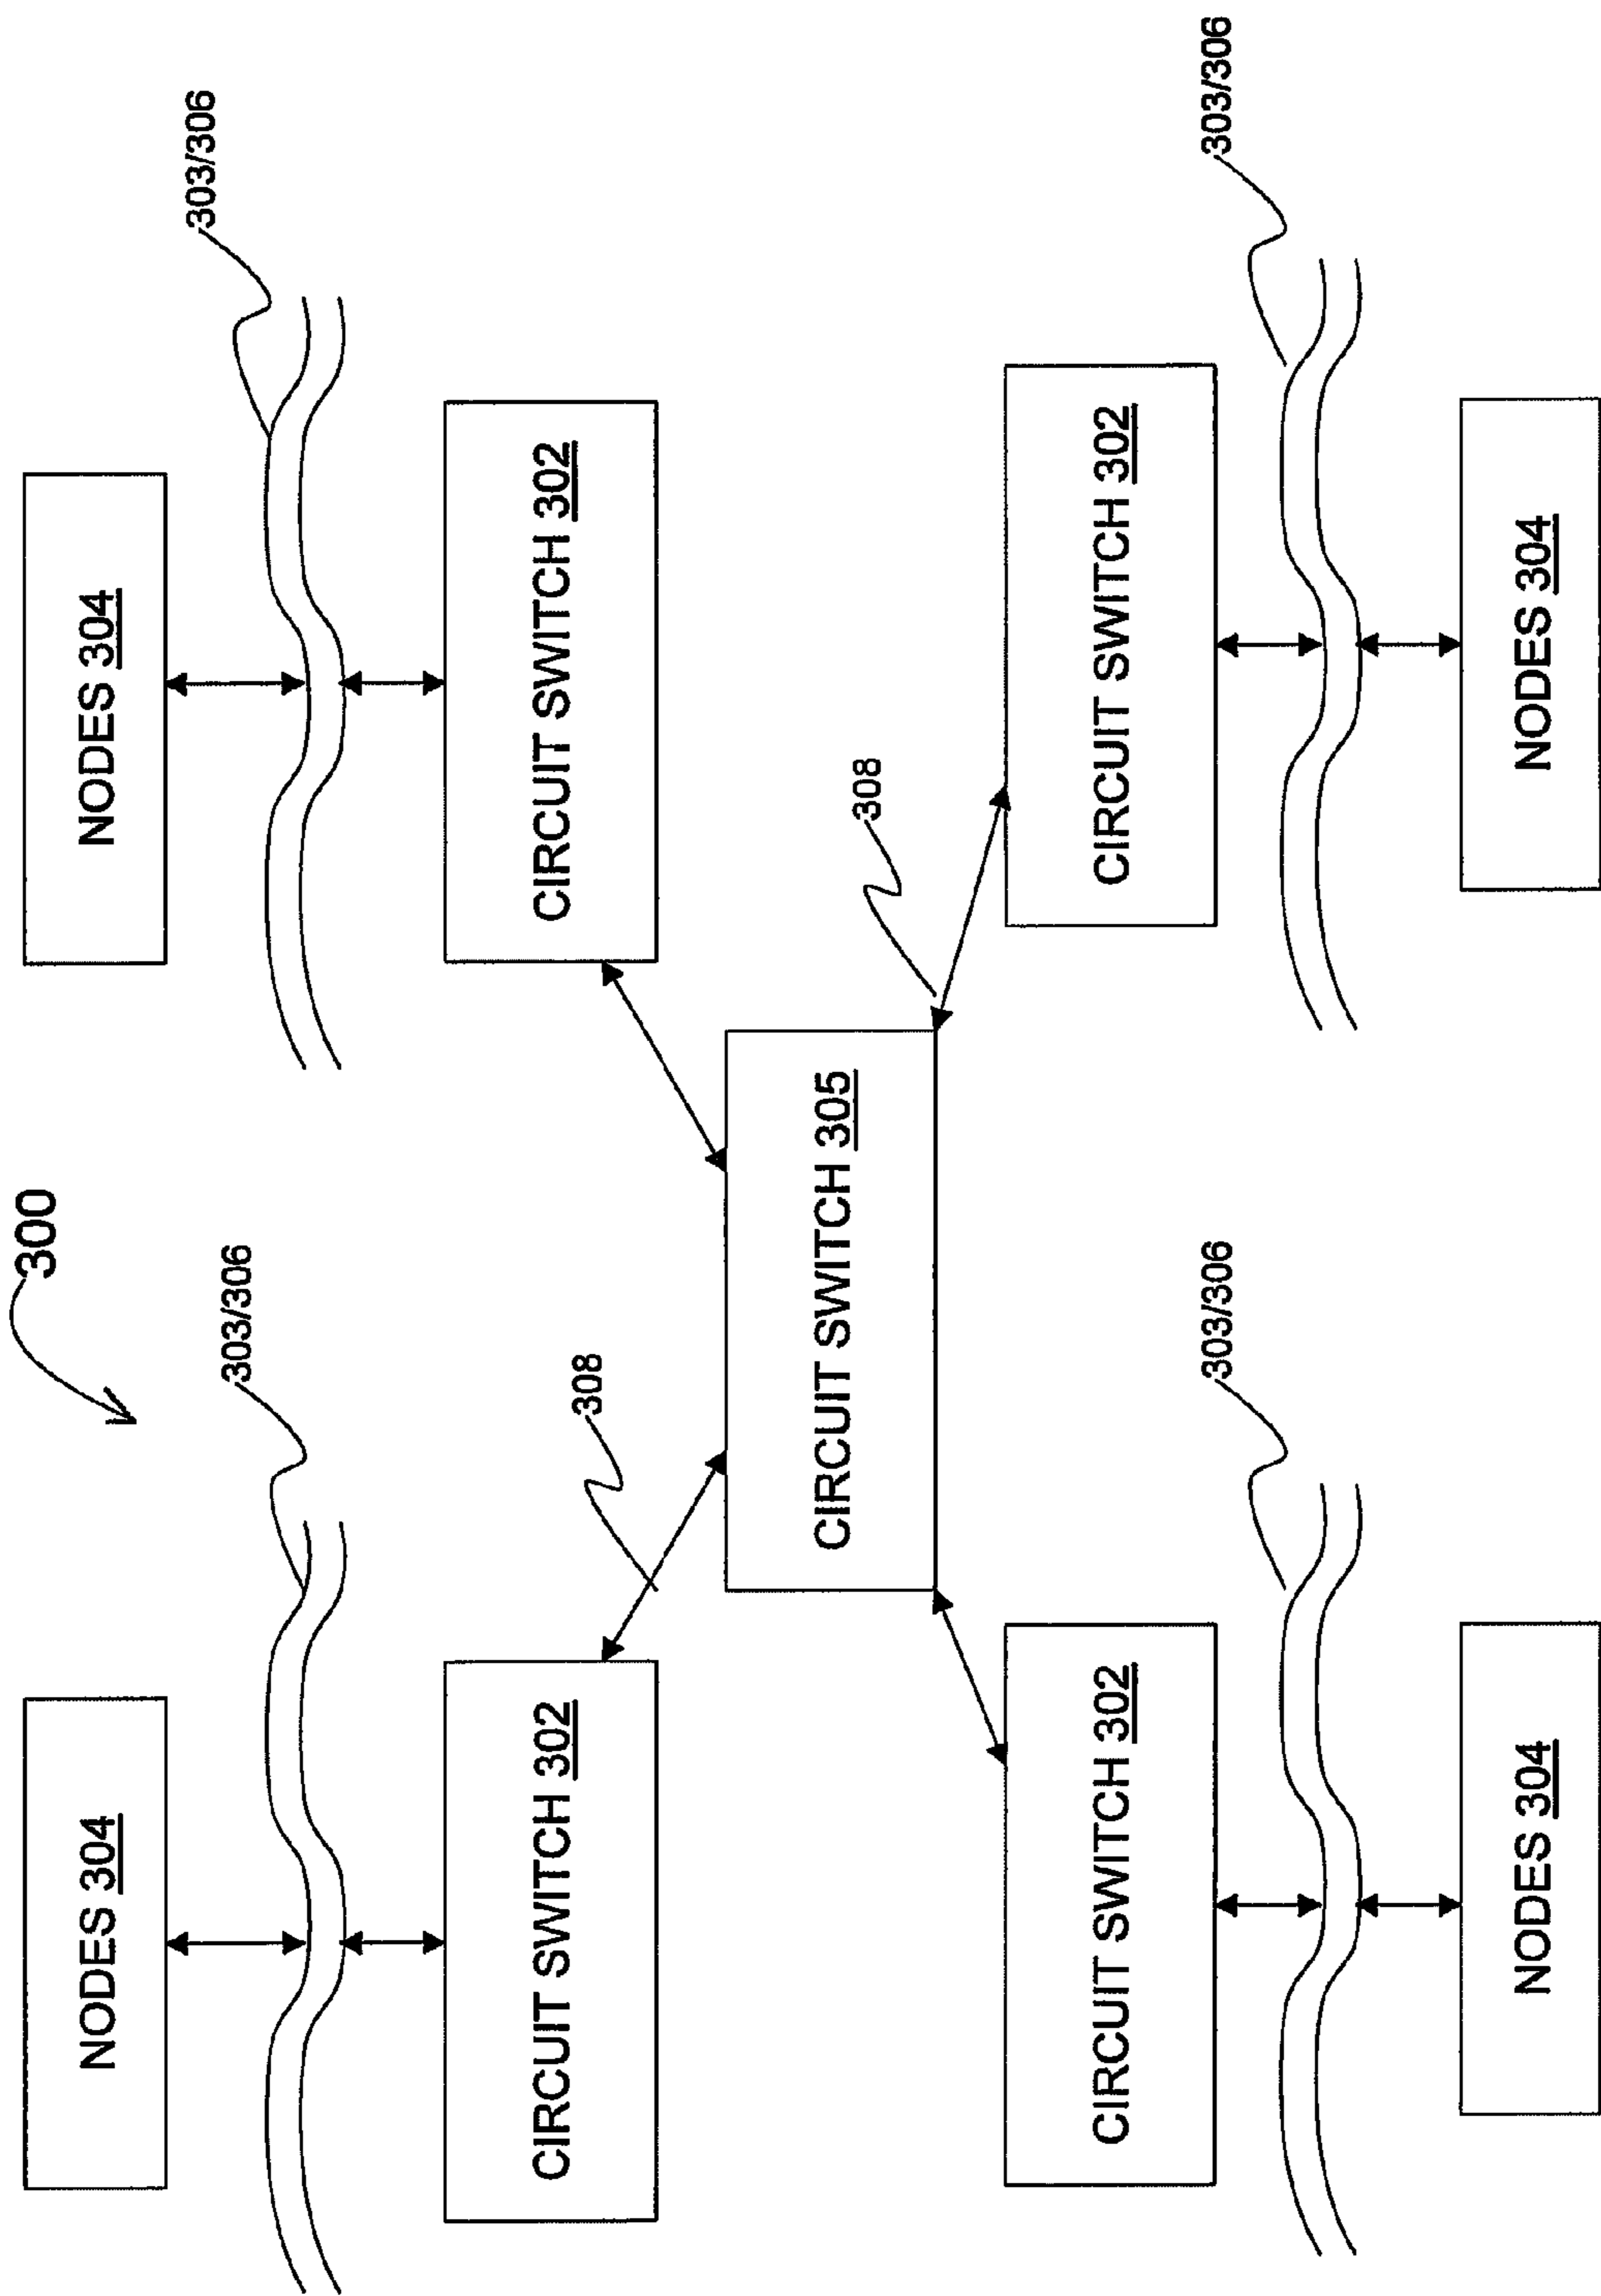 300
NODES 304
NODES 304
303/306
303/306
CIRCUIT SWITCH 302
CIRCUIT SWITCH 302
308
CIRCUIT SWITCH 305
308
CIRCUIT SWITCH 302
CIRCUIT SWITCH 302
303/306
303/306
NODES 304
NODES 304